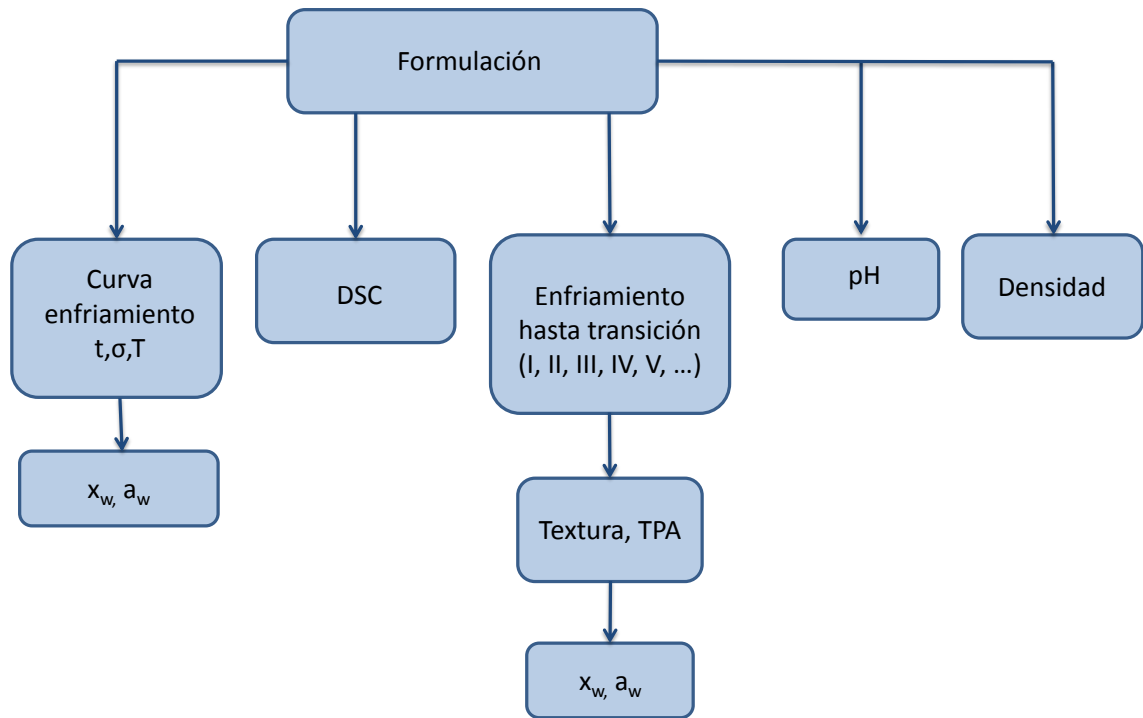 Formulación
Curva
enfriamiento
t,σ,T
DSC
Enfriamiento
hasta transición
(I, II, III, IV, V, ...)
pH
Densidad
xw, aw
Textura, TPA
xw, aw